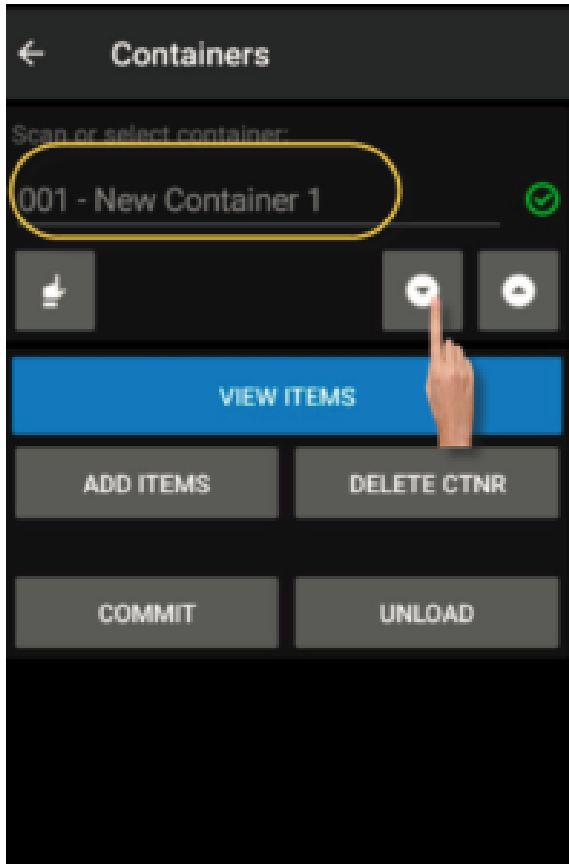 Containers
Scan or select container:
001 - New Container 1
VIEW ITEMS
ADD ITEMS
DELETE CTNR
COMMIT
UNLOAD